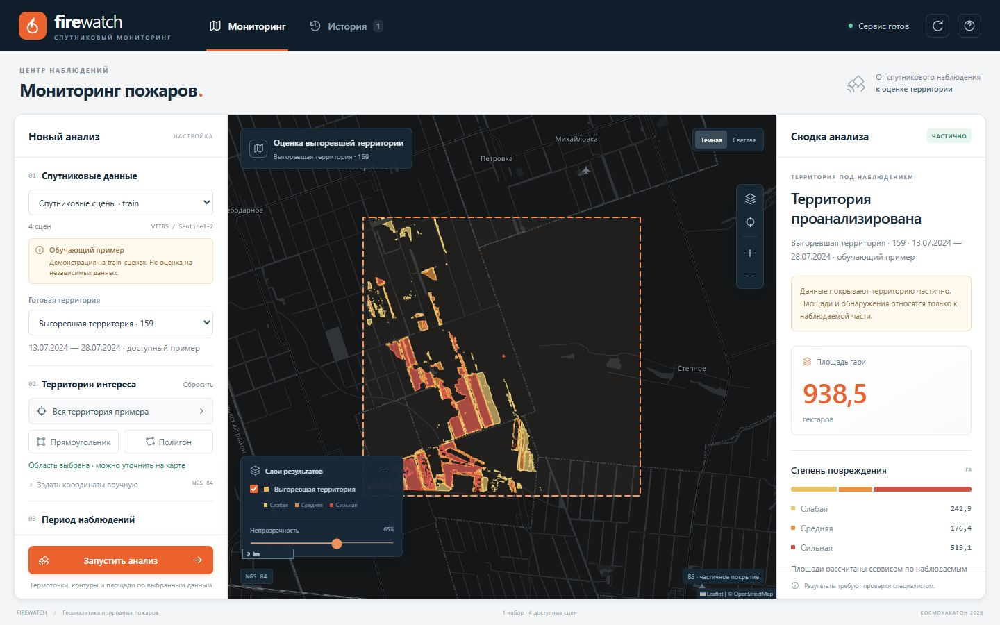 firewatch
СПУТНИКОВЫЙ МОНИТОРИНГ
Мониторинг
История 1
Сервис готов
ЦЕНТР НАБЛЮДЕНИЙ
Мониторинг пожаров.
От спутникового наблюдения
к оценке территории
Новый анализ
НАСТРОЙКА
01 Спутниковые данные
Спутниковые сцены · train
4 сцен
VIIRS / Sentinel-2
Обучающий пример
Демонстрация на train-сценах. Не оценка на
независимых данных.
Готовая территория
Выгоревшая территория · 159
13.07.2024 — 28.07.2024 · доступный пример
02 Территория интереса
Сбросить
Вся территория примера
Прямоугольник
Полигон
Область выбрана · можно уточнить на карте
+ Задать координаты вручную
WGS 84
03 Период наблюдений
Запустить анализ
Термоточки, контуры и площади по выбранным данным
Оценка выгоревшей территории
Выгоревшая территория · 159
Тёмная
Светлая
Михайловка
Петровка
Степное
+
−
Слои результатов
—
Выгоревшая территория
Слабая
Средняя
Сильная
Непрозрачность
65%
2 km
WGS 84
BS · частичное покрытие
Leaflet | © OpenStreetMap
Сводка анализа
ЧАСТИЧНО
ТЕРРИТОРИЯ ПОД НАБЛЮДЕНИЕМ
Территория
проанализирована
Выгоревшая территория · 159 · 13.07.2024 —
28.07.2024 · обучающий пример
Данные покрывают территорию частично.
Площади и обнаружения относятся только к
наблюдаемой части.
Площадь гари
938,5
гектаров
Степень повреждения
ГА
Слабая 242,9
Средняя 176,4
Сильная 519,1
Площади рассчитаны сервисом по наблюдаемым
Результаты требуют проверки специалистом.
FIREWATCH / Геоаналитика природных пожаров
1 набор · 4 доступных сцен
КОСМОХАКАТОН 2026